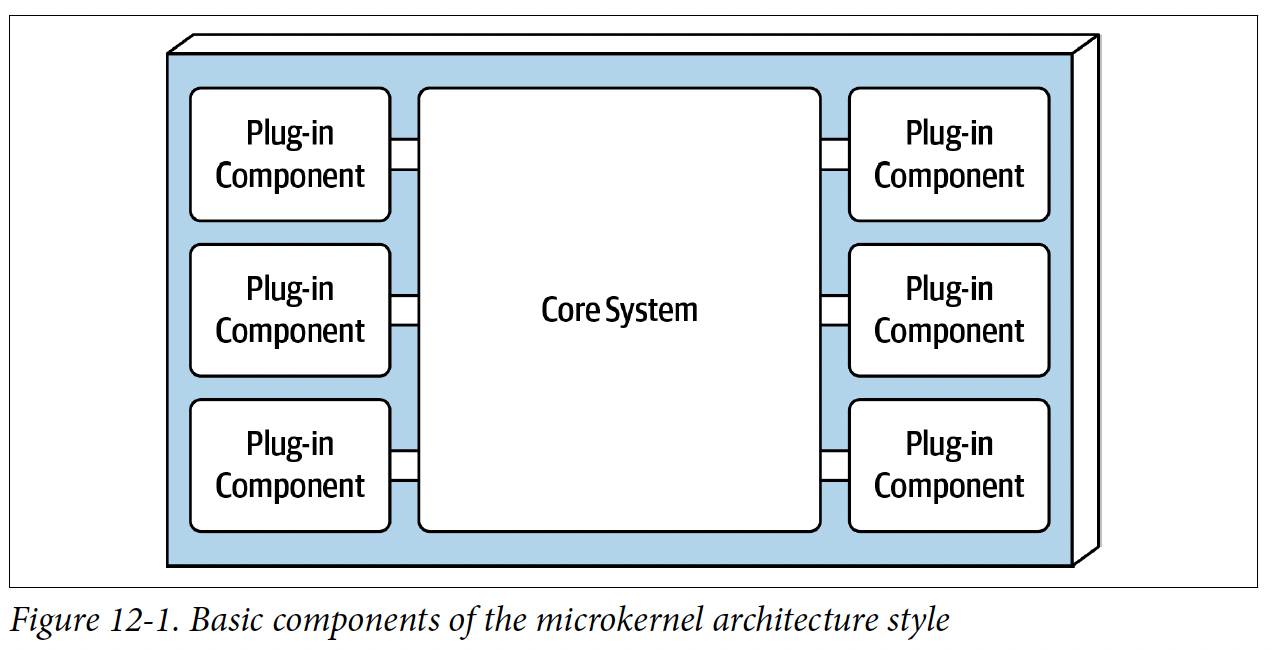 Plug-in
Component
Plug-in
Component
Plug-in
Component
Core System
Plug-in
Component
Plug-in
Component
Plug-in
Component
Figure 12-1. Basic components of the microkernel architecture style